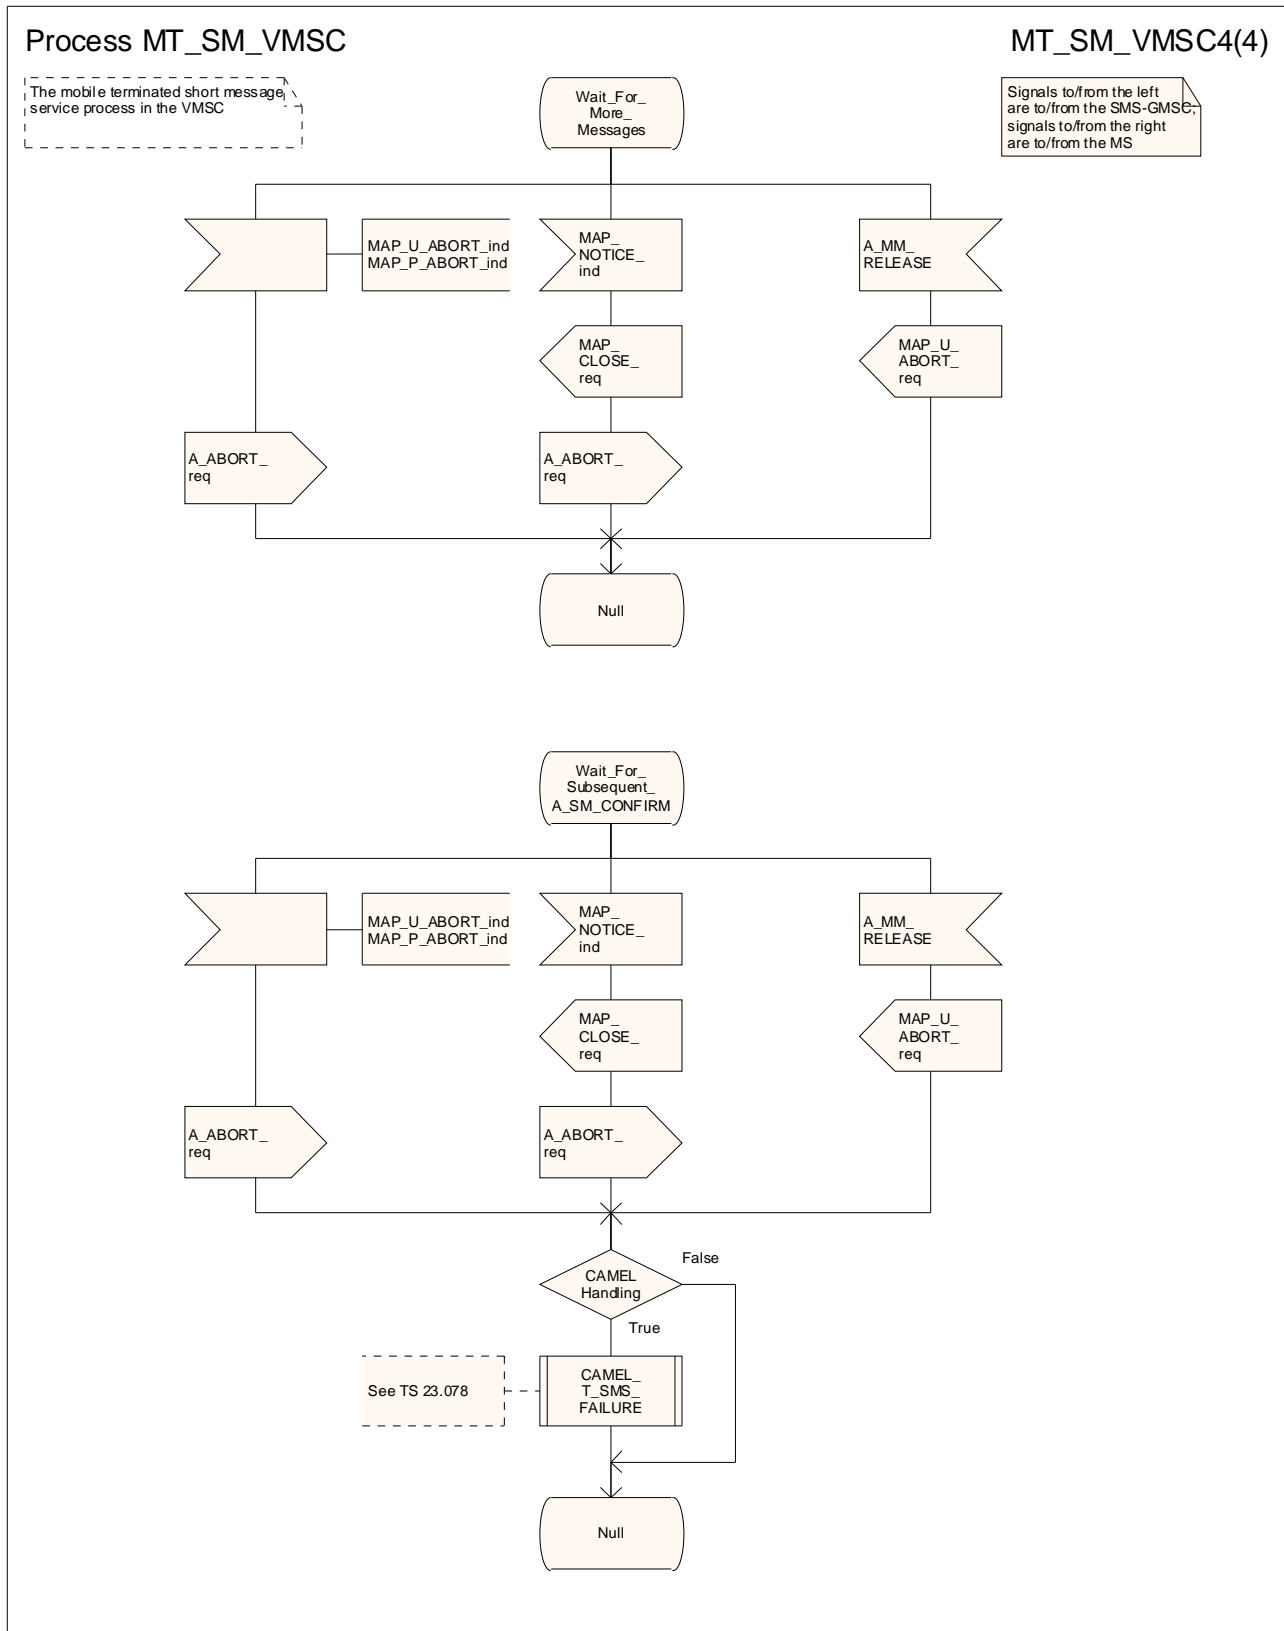 Process MT_SM_VMSC
MT_SM_VMSC4(4)
The mobile terminated short message
service process in the VMSC
Signals to/from the left
are to/from the SMS-GMSC;
signals to/from the right
are to/from the MS
Wait_For_
More_
Messages
MAP_U_ABORT_ind
MAP_P_ABORT_ind
MAP_
NOTICE_
ind
A_MM_
RELEASE
MAP_
CLOSE_
req
MAP_U_
ABORT_
req
A_ABORT_
req
A_ABORT_
req
Null
Wait_For_
Subsequent_
A_SM_CONFIRM
MAP_U_ABORT_ind
MAP_P_ABORT_ind
MAP_
NOTICE_
ind
A_MM_
RELEASE
MAP_
CLOSE_
req
MAP_U_
ABORT_
req
A_ABORT_
req
A_ABORT_
req
CAMEL
Handling
False
True
See TS 23.078
CAMEL_
T_SMS_
FAILURE
Null